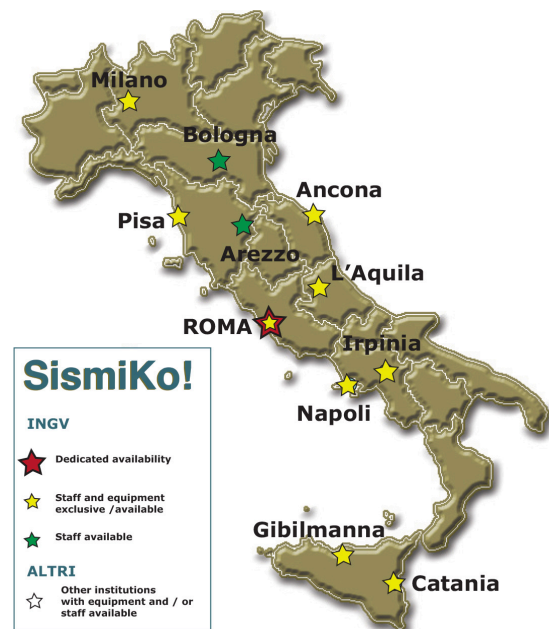 Milano
Bologna
Ancona
Pisa
Arezzo
L'Aquila
ROMA
Irpinia
Napoli
Gibilmanna
Catania
SismiKo!
INGV
Dedicated availability
Staff and equipment
exclusive /available
Staff available
ALTRI
Other institutions
with equipment and / or
staff available